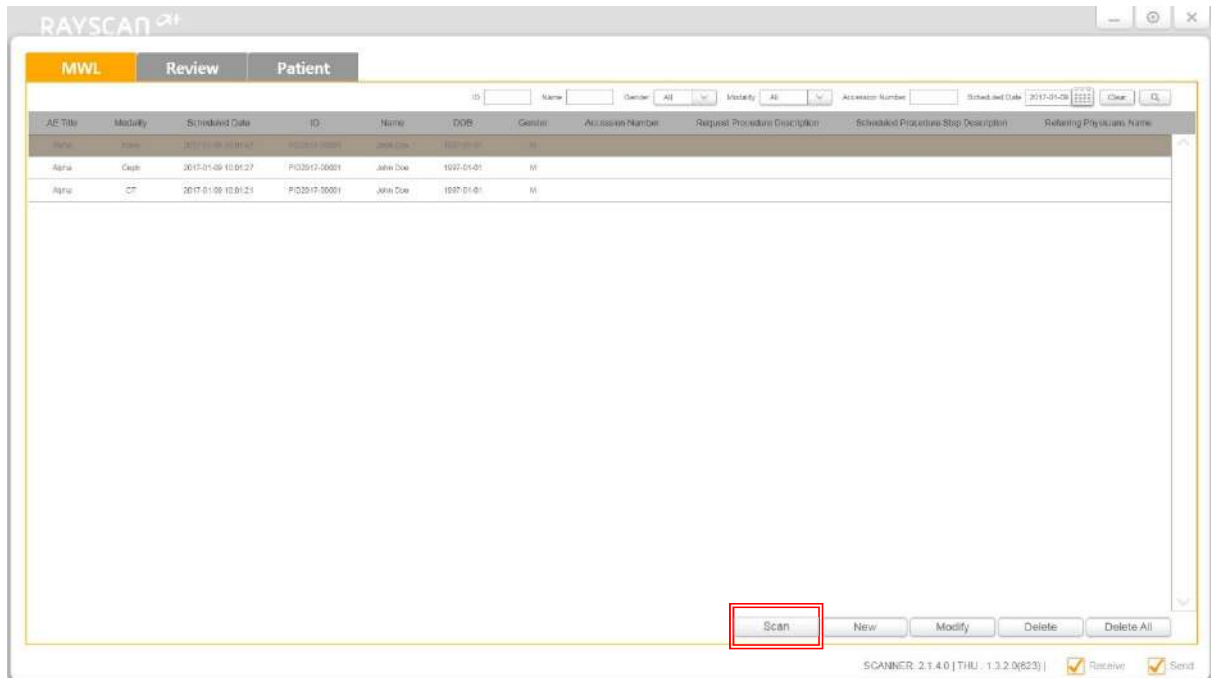 RAYSCAN α+
MWL Review Patient
ID Name Gender All Modality All Accession Number Scheduled Date 2017-01-09 Clear
AE Title Modality Scheduled Date ID Name DOB Gender Accession Number Request Procedure Description Scheduled Procedure Step Description Referring Physicians Name
Alpha John Doe M
Alpha Ceph 2017-01-09 10:01:27 PID2017-00001 John Doe 1997-01-01 M
Alpha CT 2017-01-09 10:01:21 PID2017-00001 John Doe 1997-01-01 M
Scan New Modify Delete Delete All
SCANNER: 2.1.4.0 | THU : 1.3.2.0(623) | Receive Send